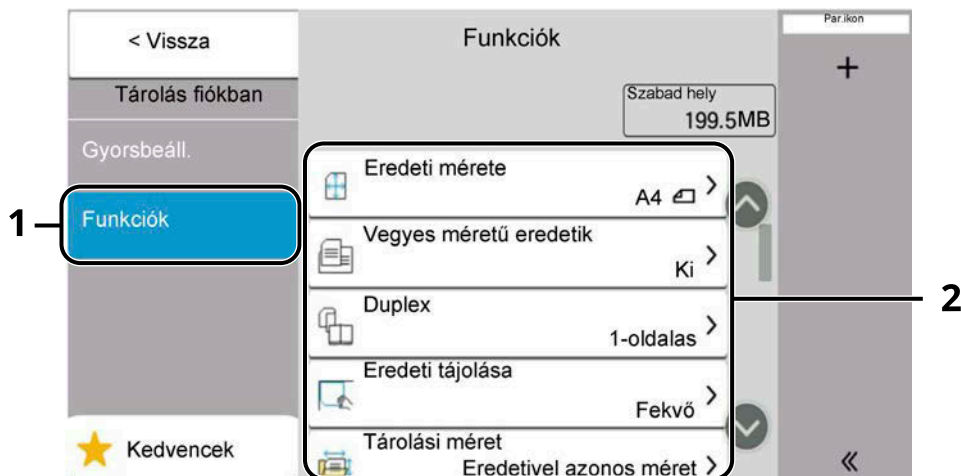 < Vissza
Funkciók
Par.ikon
+
Tárolás fiókban
Szabad hely
199.5MB
Gyorsbeáll.
1
Funkciók
Eredeti mérete
A4
Vegyes méretű eredetik
Ki
2
Duplex
1-oldalas
Eredeti tájolása
Fekvő
Tárolási méret
Eredetivel azonos méret
Kedvencek